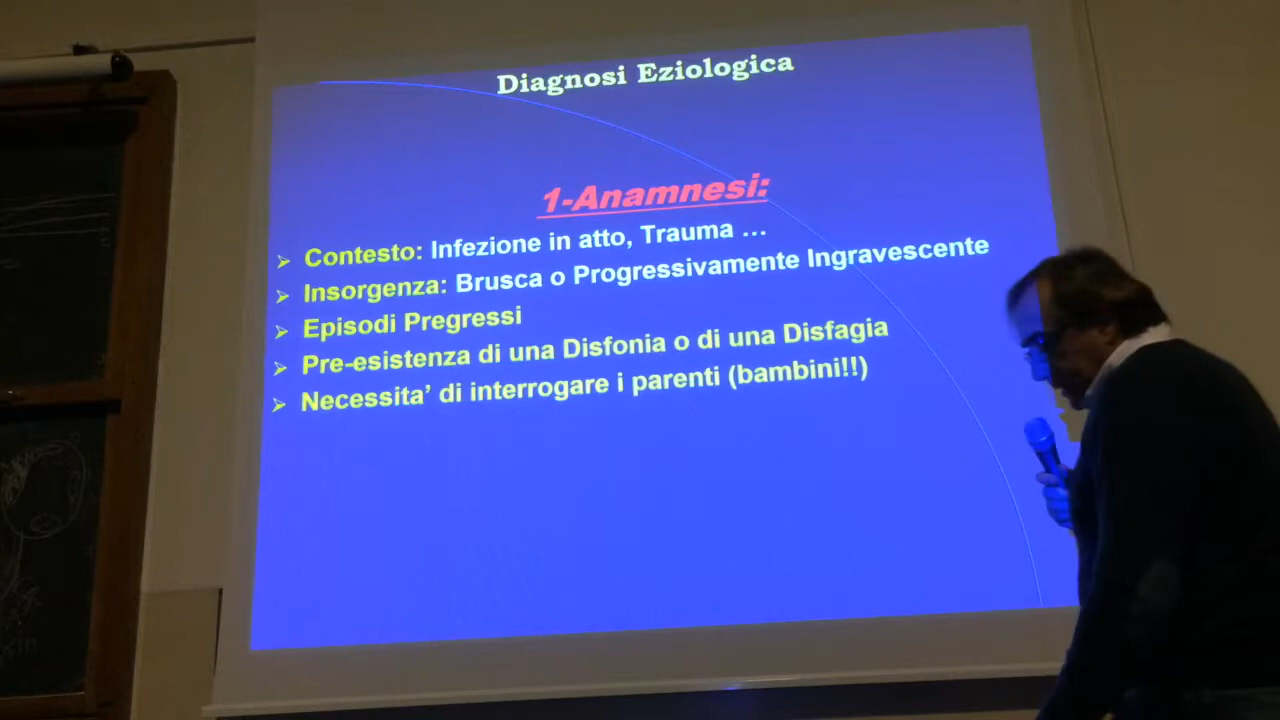 Diagnosi Eziologica
1-Anamnesi:
Contesto: Infezione in atto, Trauma ...
Insorgenza: Brusca o Progressivamente Ingravescente
Episodi Pregressi
Pre-esistenza di una Disfonia o di una Disfagia
Necessita’ di interrogare i parenti (bambini!!)